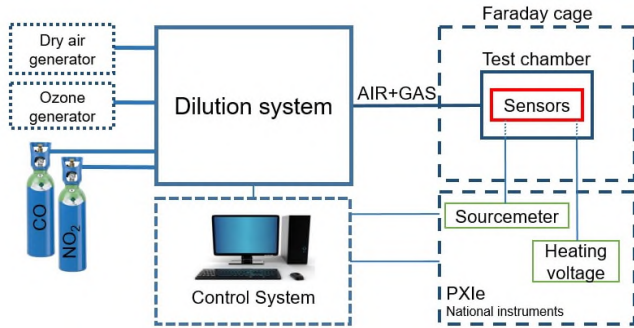 Faraday cage
Dry air
generator
Test chamber
Ozone
generator
Dilution system
AIR+GAS
Sensors
CO
NO2
Sourcemeter
Heating
voltage
Control System
PXIe
National instruments